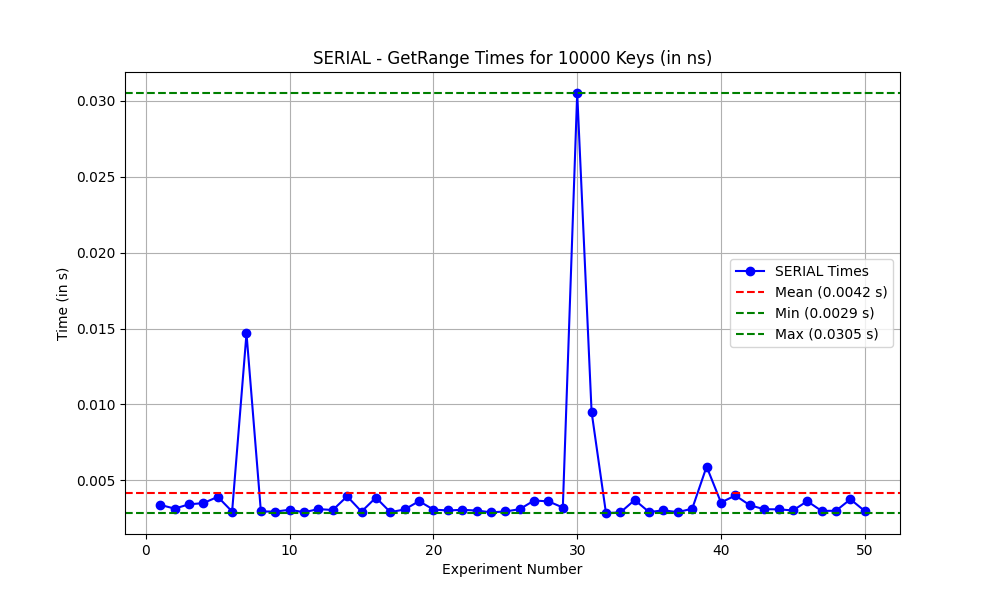 SERIAL - GetRange Times for 10000 Keys (in ns)
Time (in s)
0.030
0.025
0.020
0.015
0.010
0.005
SERIAL Times
Mean (0.0042 s)
Min (0.0029 s)
Max (0.0305 s)
0
10
20
30
40
50
Experiment Number